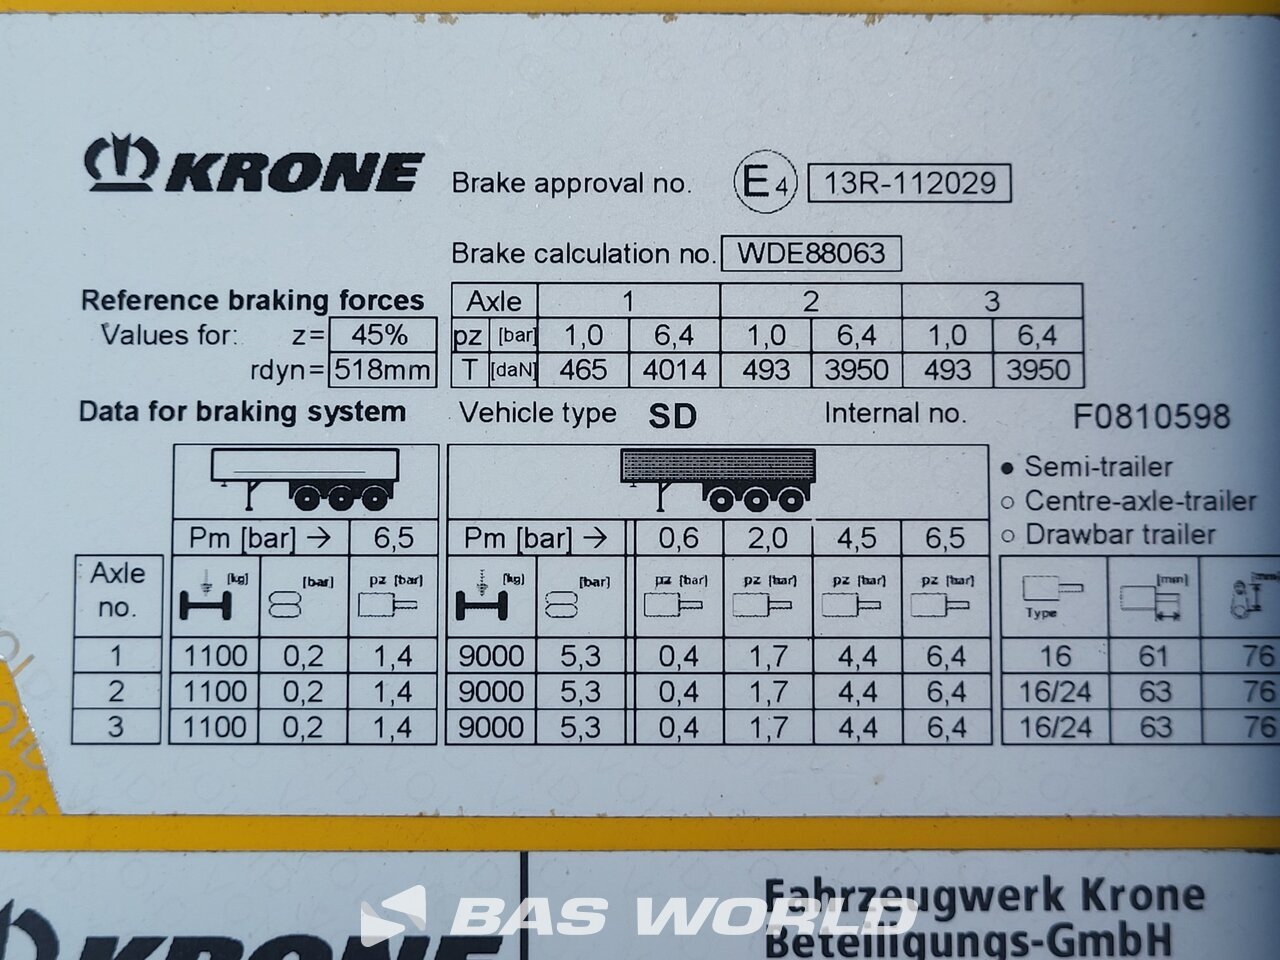 KRONE Brake approval no. E4 13R-112029
Brake calculation no. WDE88063
Reference braking forces Axle 1 2 3
Values for: z= 45% pz [bar] 1,0 6,4 1,0 6,4 1,0 6,4
rdyn= 518mm T [daN] 465 4014 493 3950 493 3950
Data for braking system Vehicle type SD Internal no. F0810598
Semi-trailer
Centre-axle-trailer
Drawbar trailer
Pm [bar] → 6,5 Pm [bar] → 0,6 2,0 4,5 6,5
Axle no. [kg] [bar] pz [bar] [kg] [bar] pz [bar] pz [bar] pz [bar] pz [bar] Type [mm] [mm]
1 1100 0,2 1,4 9000 5,3 0,4 1,7 4,4 6,4 16 61 76
2 1100 0,2 1,4 9000 5,3 0,4 1,7 4,4 6,4 16/24 63 76
3 1100 0,2 1,4 9000 5,3 0,4 1,7 4,4 6,4 16/24 63 76
KRONE
Fahrzeugwerk Krone
Beteiligungs-GmbH
BAS WORLD